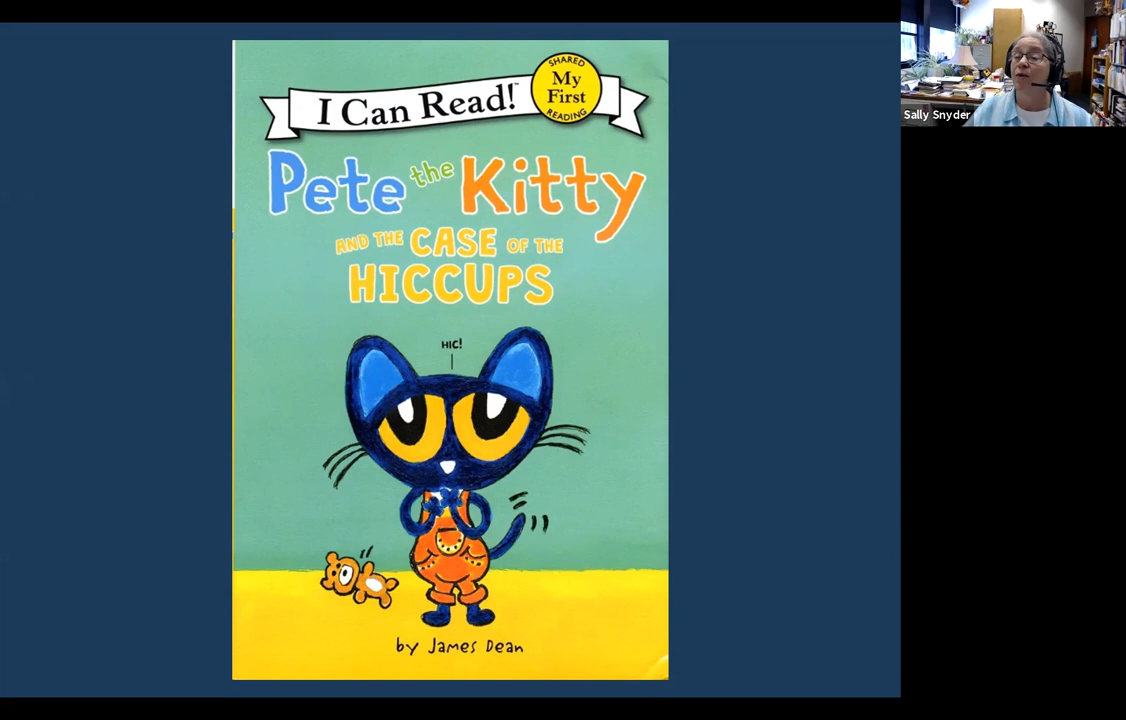 I Can Read!™
SHARED
My
First
READING
Pete the Kitty
AND THE CASE OF THE
HICCUPS
HIC!
by James Dean
Sally Snyder